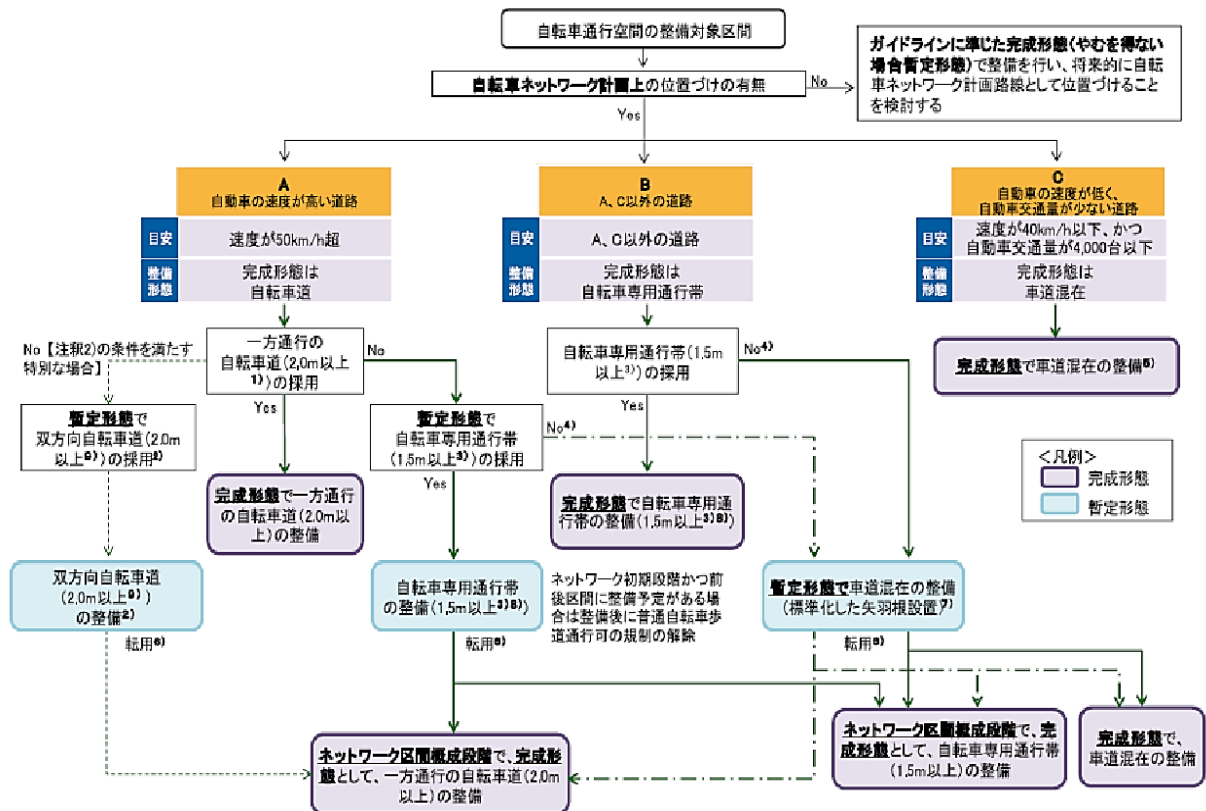 自転車通行空間の整備対象区間
自転車ネットワーク計画上の位置づけの有無
No
ガイドラインに準じた完成形態(やむを得ない
場合暫定形態)で整備を行い、将来的に自転
車ネットワーク計画路線として位置づけること
を検討する
Yes
A
自動車の速度が高い道路
目安
速度が50km/h超
整備
形態
完成形態は
自転車道
B
A、C以外の道路
目安
A、C以外の道路
整備
形態
完成形態は
自転車専用通行帯
C
自動車の速度が低く、
自動車交通量が少ない道路
目安
速度が40km/h以下、かつ
自動車交通量が4,000台以下
整備
形態
完成形態は
車道混在
No【注釈2)の条件を満たす
特別な場合】
一方通行の
自転車道(2,0m以上
1))の採用
No
Yes
自転車専用通行帯(1,5m
以上3))の採用
No4)
Yes
完成形態で車道混在の整備5)
暫定形態で
双方向自転車道(2.0m
以上9))の採用2)
暫定形態で
自転車専用通行帯
(1,5m以上3))の採用
No4)
Yes
<凡例>
完成形態
暫定形態
完成形態で一方通行
の自転車道(2.0m以
上)の整備
完成形態で自転車専用通
行帯の整備(1,5m以上3)8))
双方向自転車道
(2,0m以上9))
の整備2)
自転車専用通行帯
の整備(1,5m以上3)8))
ネットワーク初期段階かつ前
後区間に整備予定がある場
合は整備後に普通自転車歩
道通行可の規制の解除
暫定形態で車道混在の整備
(標準化した矢羽根設置)7)
転用6)
転用6)
転用6)
ネットワーク区間概成段階で、完成形
態として、一方通行の自転車道(2,0m
以上)の整備
ネットワーク区間概成段階で、完
成形態として、自転車専用通行帯
(1,5m以上)の整備
完成形態で、
車道混在の整備